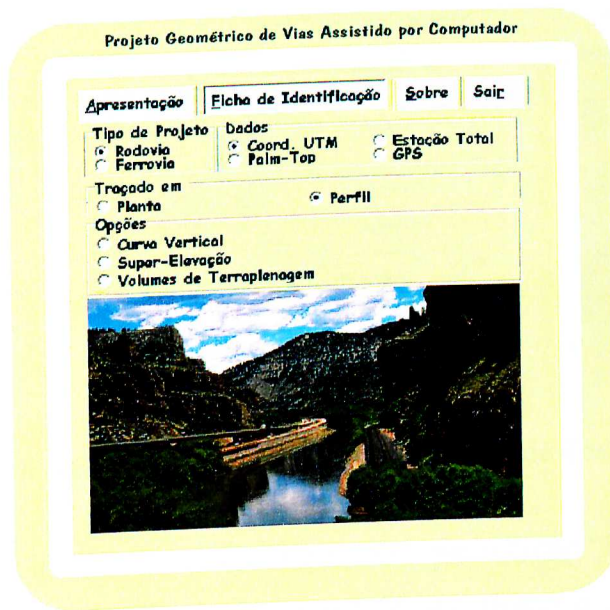 Projeto Geométrico de Vias Assistido por Computador
Apresentação Ficha de Identificação Sobre Sair
Tipo de Projeto Dados
Rodovia Coord. UTM Estação Total
Ferrovia Palm-Top GPS
Traçado em
Planta Perfil
Opções
Curva Vertical
Super-Elevação
Volumes de Terraplenagem